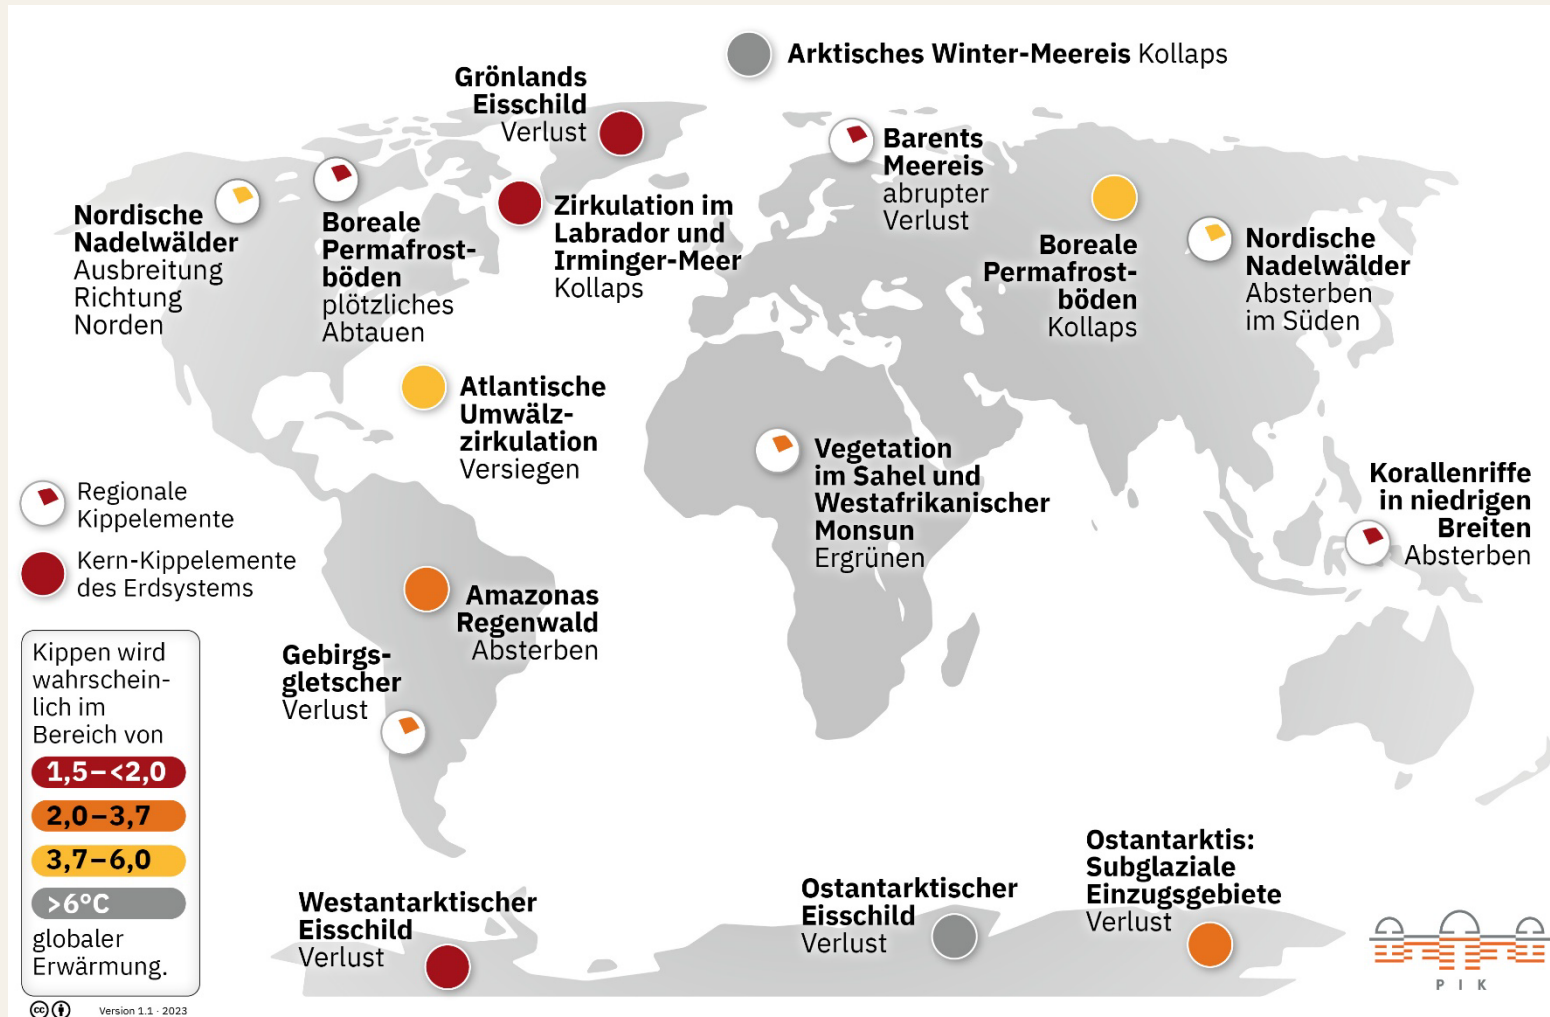 Arktisches Winter-Meereis Kollaps
Grönlands
Eisschild
Verlust
Barents
Meereis
abrupter
Verlust
Nordische
Nadelwälder
Ausbreitung
Richtung
Norden
Boreale
Permafrost-
böden
plötzliches
Abtauen
Zirkulation im
Labrador und
Irminger-Meer
Kollaps
Boreale
Permafrost-
böden
Kollaps
Nordische
Nadelwälder
Absterben
im Süden
Atlantische
Umwälz-
zirkulation
Versiegen
Vegetation
im Sahel und
Westafrikanischer
Monsun
Ergrünen
Korallenriffe
in niedrigen
Breiten
Absterben
Regionale
Kippelemente
Kern-Kippelemente
des Erdsystems
Amazonas
Regenwald
Absterben
Gebirgs-
gletscher
Verlust
Kippen wird
wahrschein-
lich im
Bereich von
1,5–<2,0
2,0–3,7
3,7–6,0
>6°C
globaler
Erwärmung.
Westantarktischer
Eisschild
Verlust
Ostantarktischer
Eisschild
Verlust
Ostantarktis:
Subglaziale
Einzugsgebiete
Verlust
PIK
cc Version 1.1 · 2023